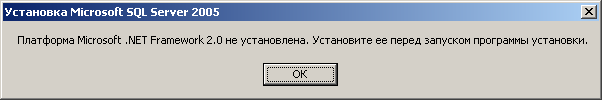 Установка Microsoft SQL Server 2005
Платформа Microsoft .NET Framework 2.0 не установлена. Установите ее перед запуском программы установки.
OK